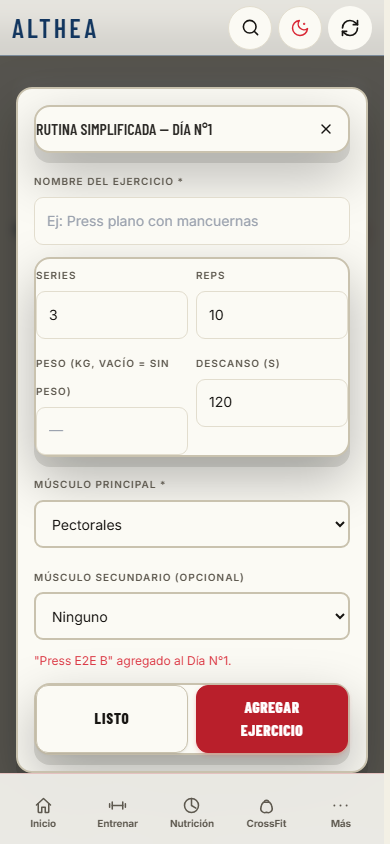 ALTHEA
RUTINA SIMPLIFICADA — DÍA N°1
NOMBRE DEL EJERCICIO *
Ej: Press plano con mancuernas
SERIES
REPS
3
10
PESO (KG, VACÍO = SIN
PESO)
DESCANSO (S)
—
120
MÚSCULO PRINCIPAL *
Pectorales
MÚSCULO SECUNDARIO (OPCIONAL)
Ninguno
"Press E2E B" agregado al Día N°1.
LISTO
AGREGAR
EJERCICIO
Inicio
Entrenar
Nutrición
CrossFit
Más